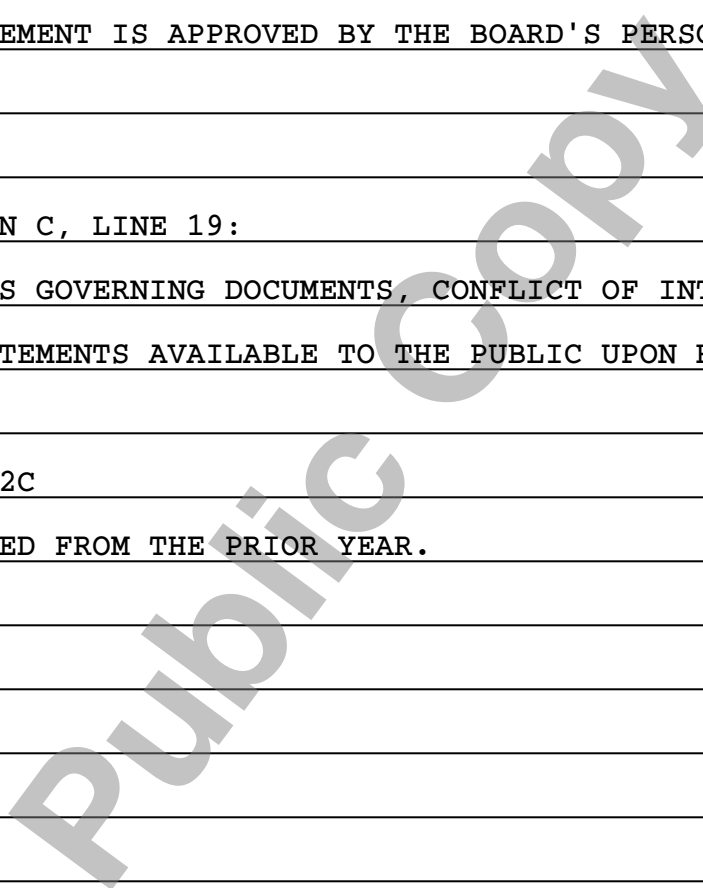 EMENT IS APPROVED BY THE BOARD'S PERSO
N C, LINE 19:
S GOVERNING DOCUMENTS, CONFLICT OF INT
TEMENTS AVAILABLE TO THE PUBLIC UPON R
2C
ED FROM THE PRIOR YEAR.
Public Copy